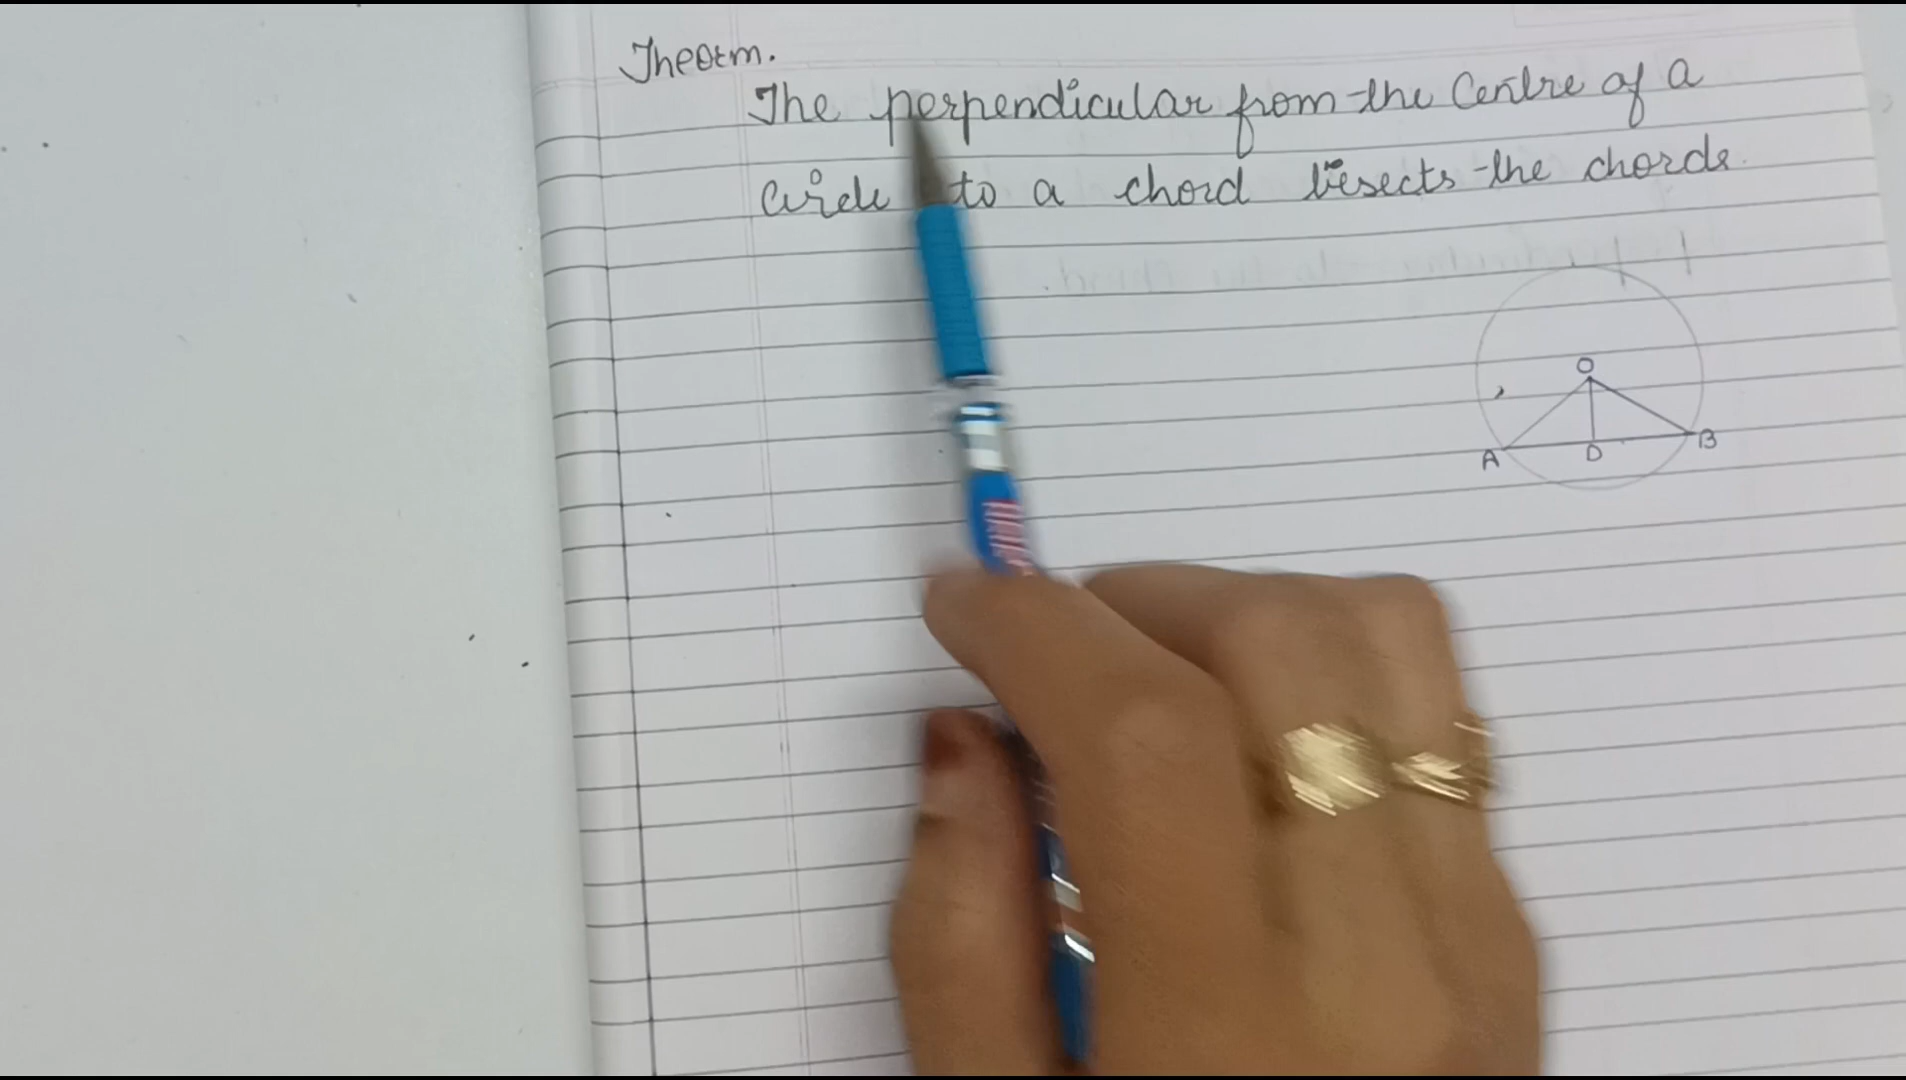 Theorm.
The perpendicular from the Centre of a
Circle to a chord bisects the chords.
O
A
D
B